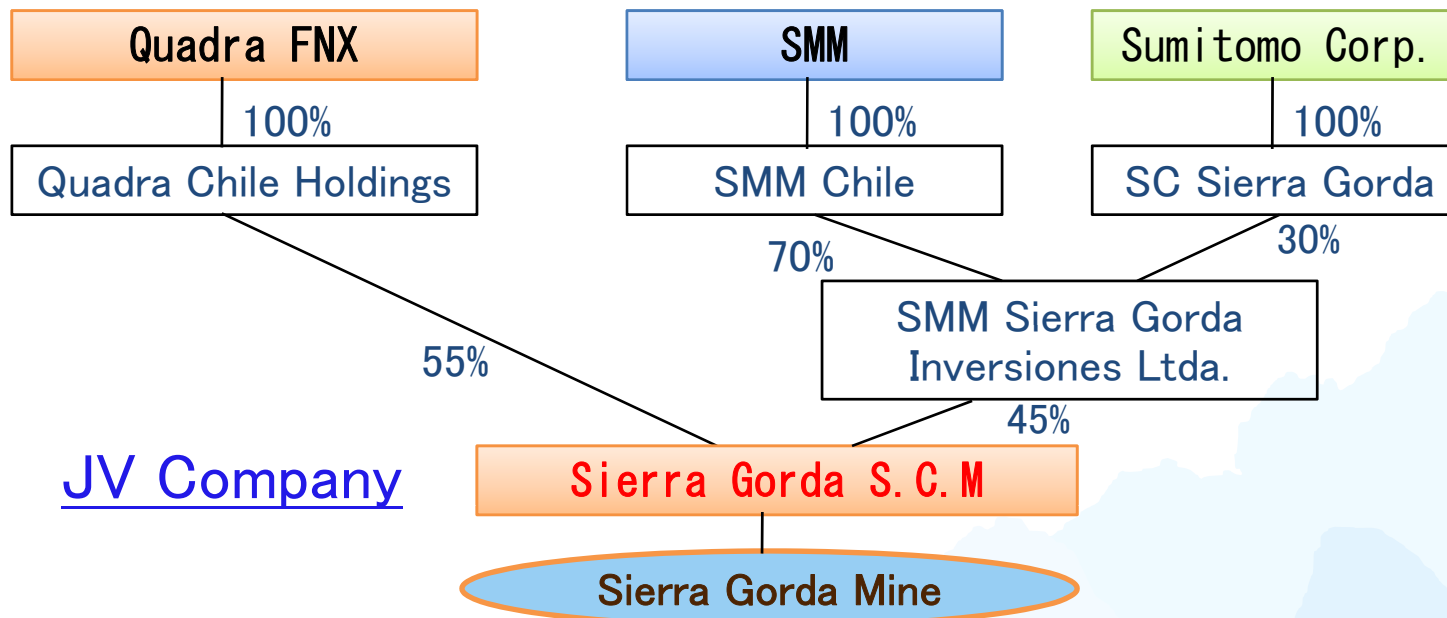 Quadra FNX
SMM
Sumitomo Corp.
100%
100%
100%
Quadra Chile Holdings
SMM Chile
SC Sierra Gorda
70%
30%
SMM Sierra Gorda
Inversiones Ltda.
55%
45%
JV Company
Sierra Gorda S.C.M
Sierra Gorda Mine